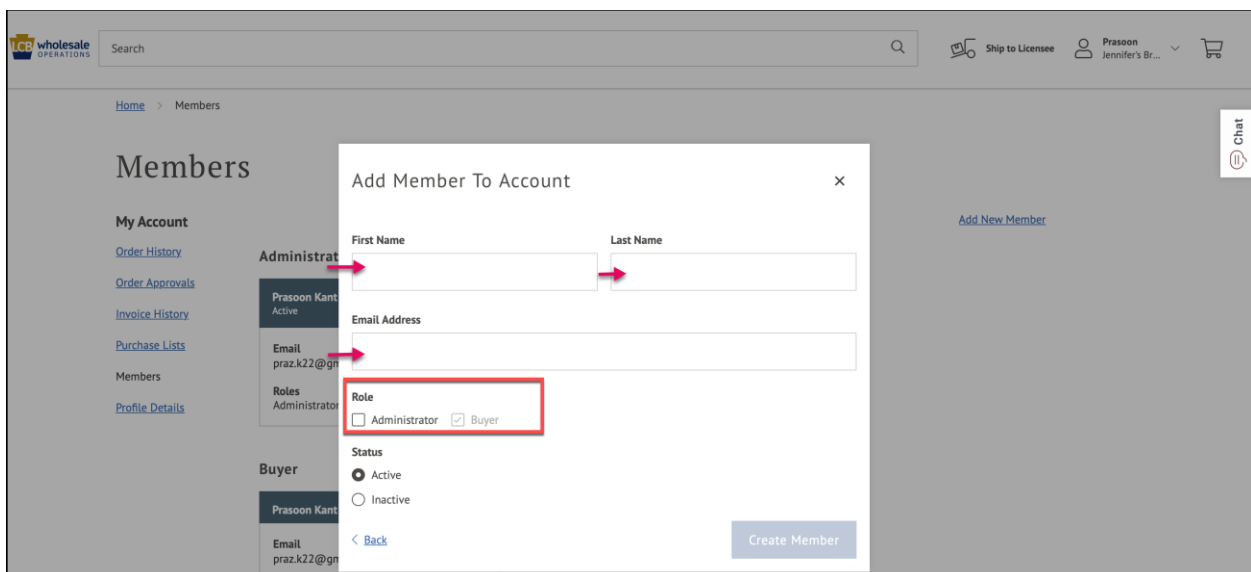 LCB wholesale
OPERATIONS
Search
Ship to Licensee
Prasoon
Jennifer's Br...
Home > Members
Chat
Members
Add Member To Account
My Account
Add New Member
Order History
Order Approvals
Invoice History
Purchase Lists
Members
Profile Details
Administrat
Prasoon Kant
Active
Email
praz.k22@gm
Roles
Administrator
Buyer
Prasoon Kant
Email
praz.k22@gm
First Name
Last Name
Email Address
Role
Administrator
Buyer
Status
Active
Inactive
< Back
Create Member